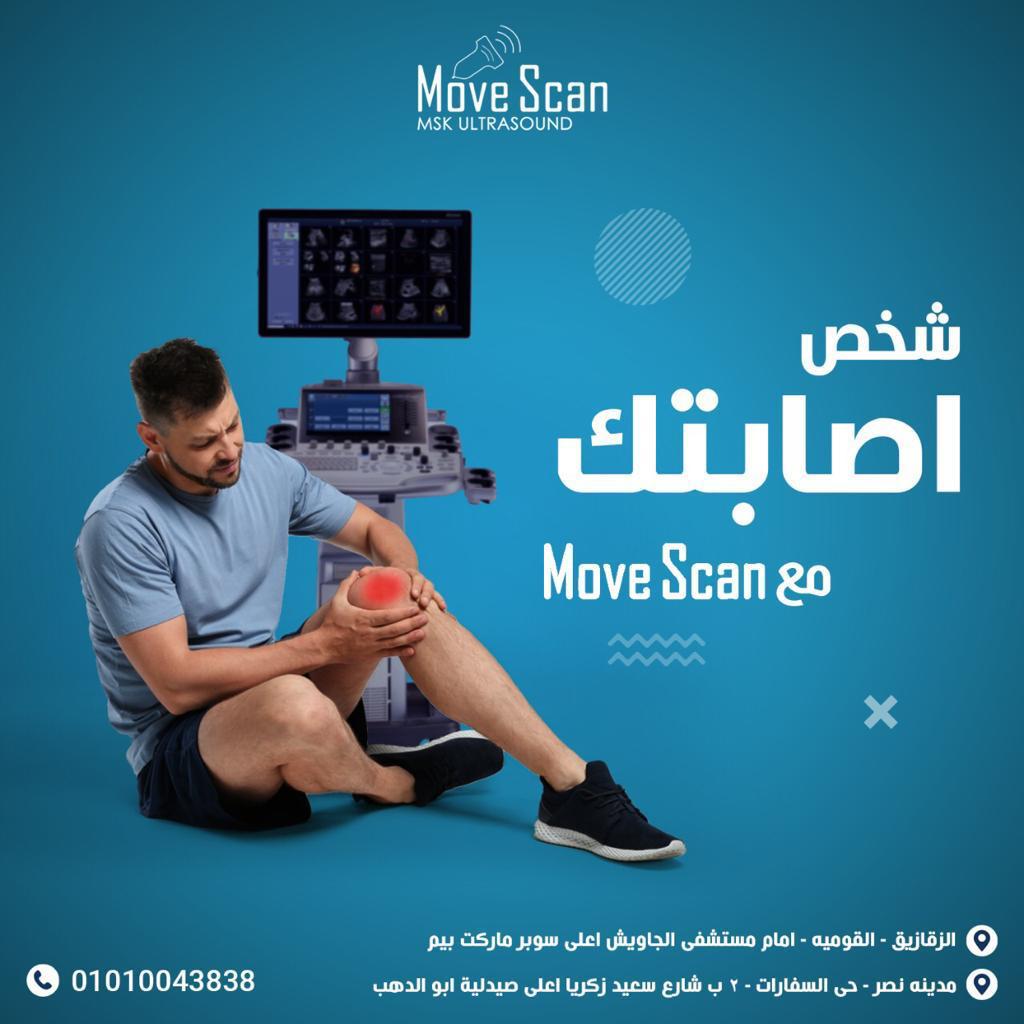 Move Scan
MSK ULTRASOUND
شخص
اصابتك
مع Move Scan
الزقازيق - القوميه - امام مستشفى الجاويش اعلى سوبر ماركت بيم
مدينه نصر - حى السفارات - ٢ ب شارع سعيد زكريا اعلى صيدلية ابو الدهب
01010043838